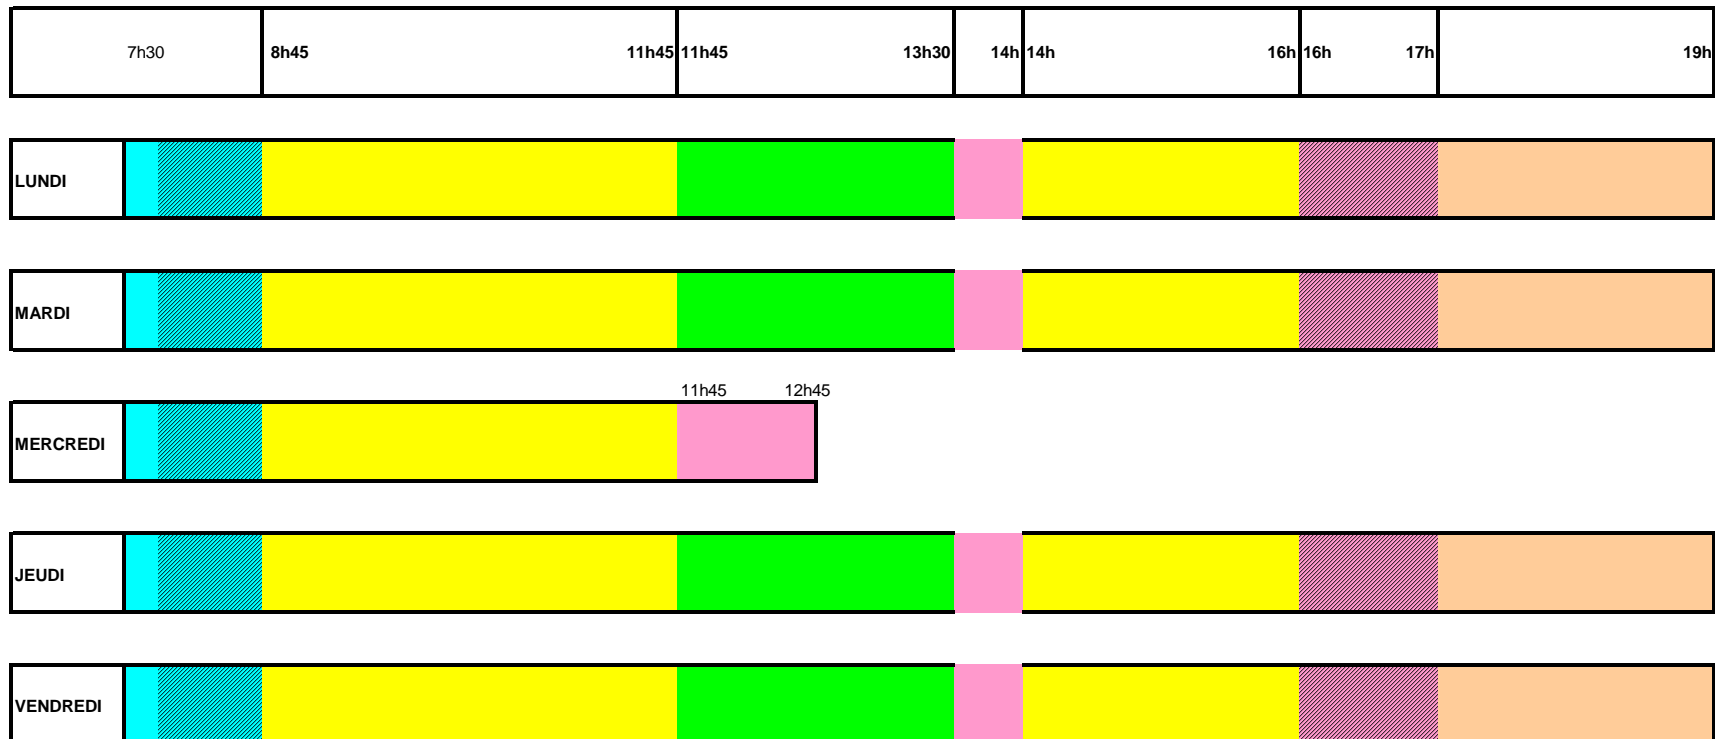 7h30 8h45 11h45 11h45 13h30 14h 14h 16h 16h 17h 19h
LUNDI
MARDI
11h45 12h45
MERCREDI
JEUDI
VENDREDI